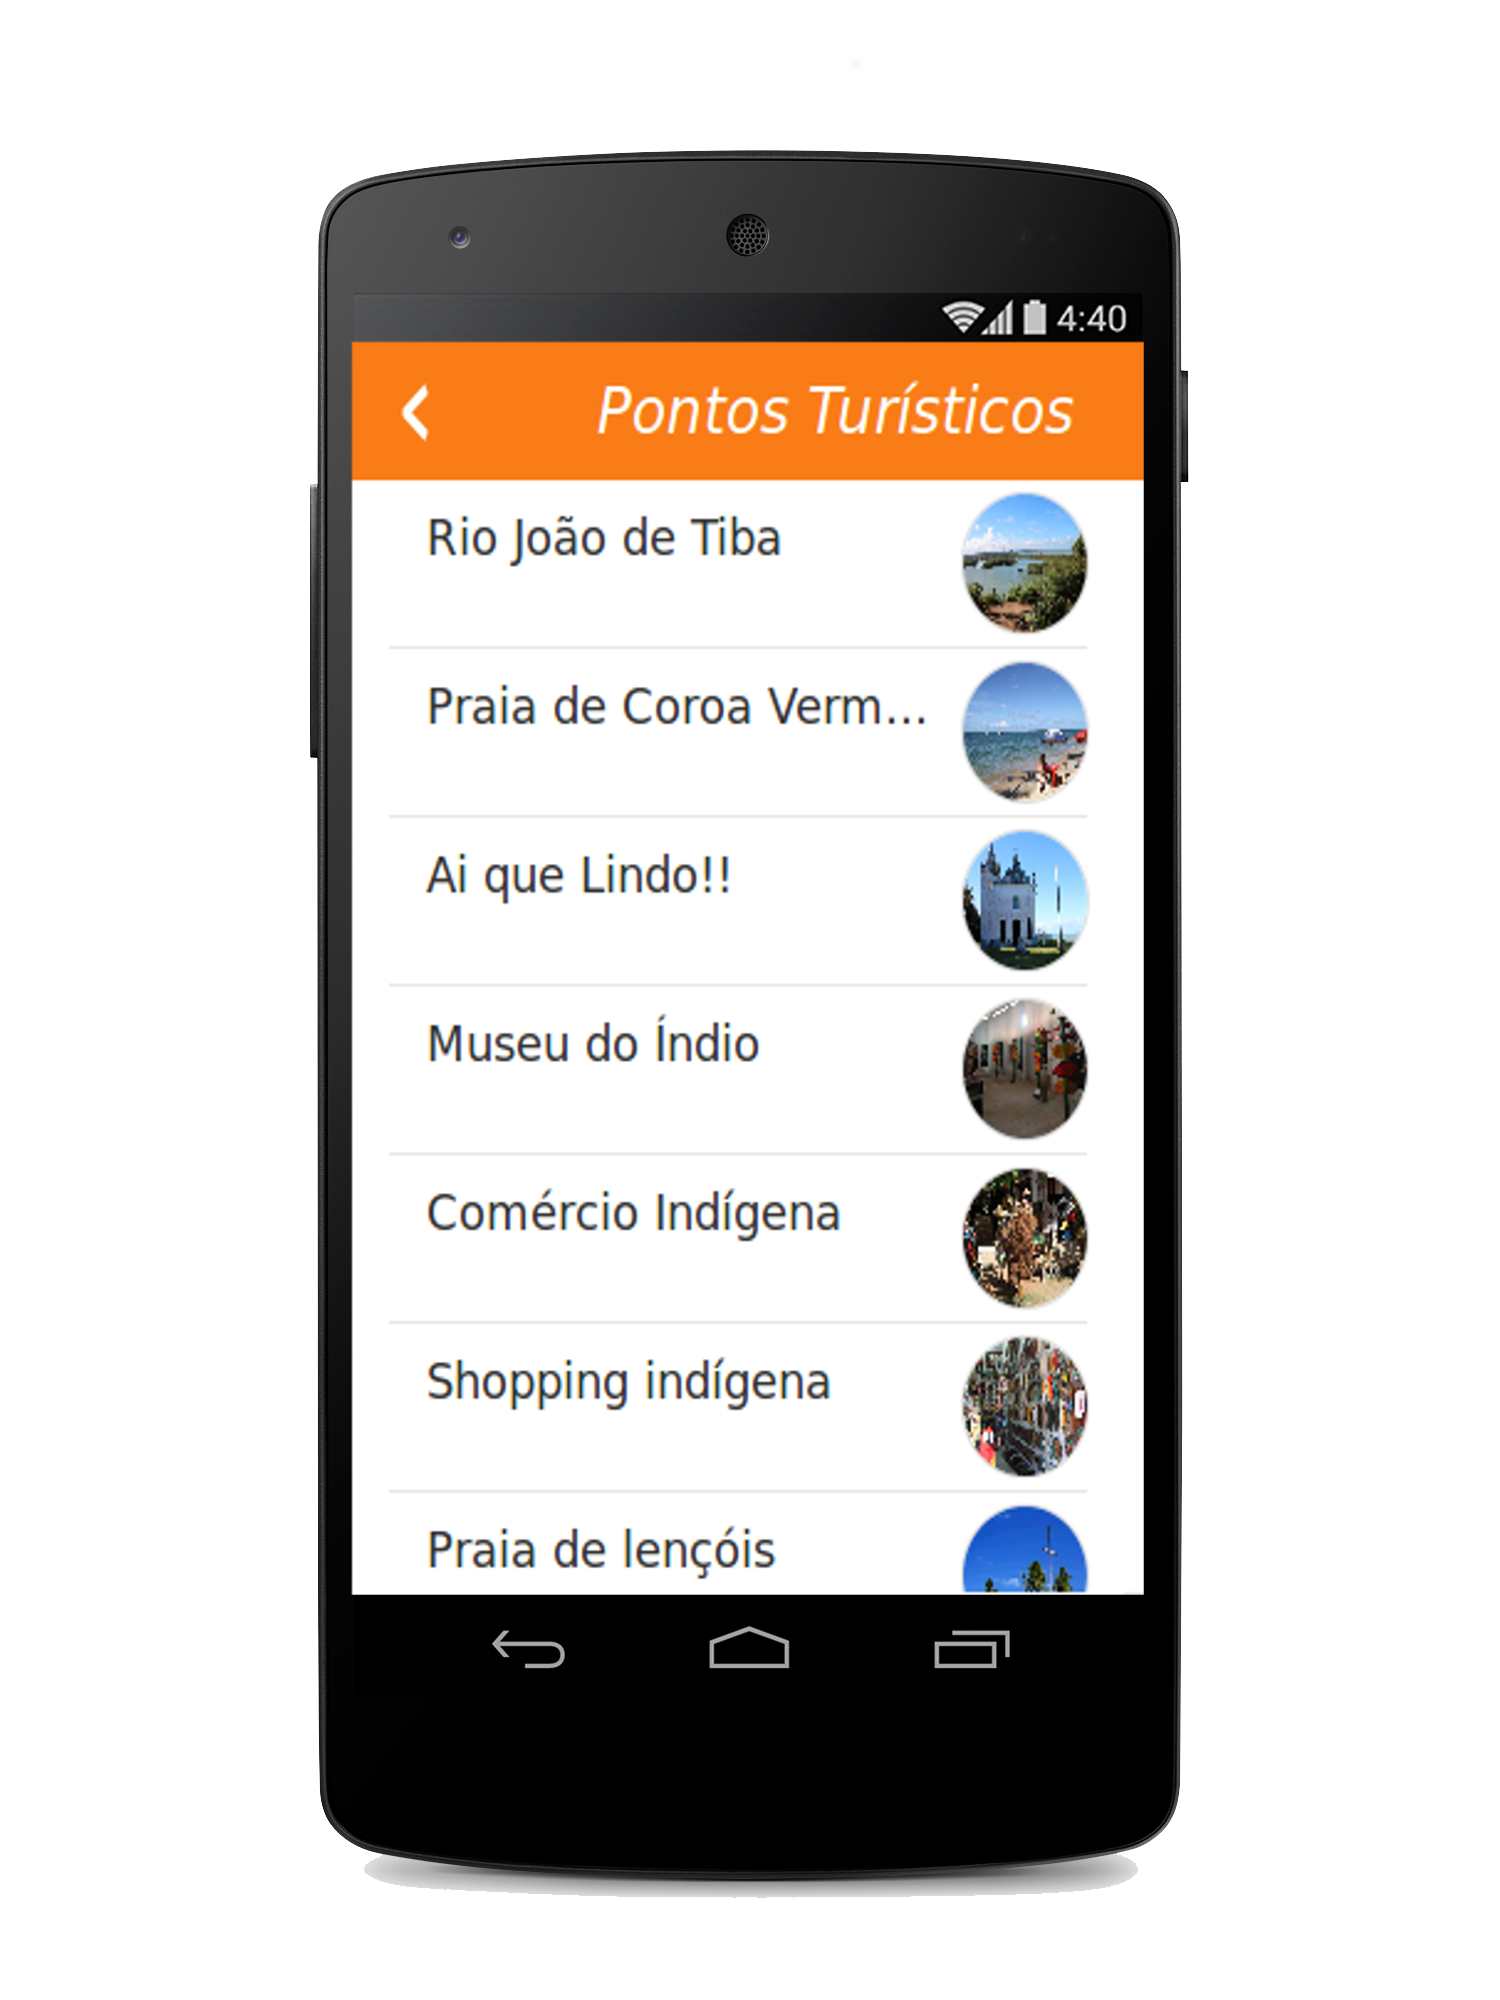 4:40
Pontos Turísticos
Rio João de Tiba
Praia de Coroa Verm...
Ai que Lindo!!
Museu do Índio
Comércio Indígena
Shopping indígena
Praia de lençóis